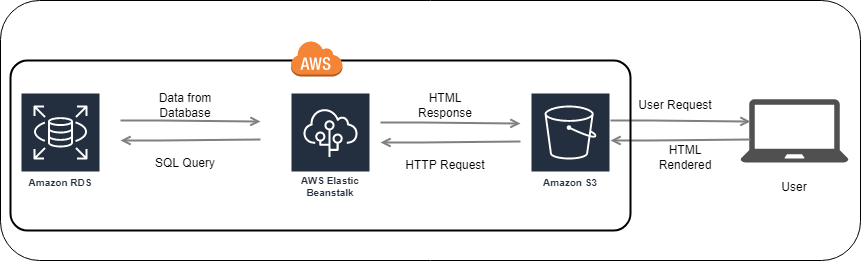 AWS
Data from
Database
SQL Query
Amazon RDS
HTML
Response
HTTP Request
AWS Elastic
Beanstalk
Amazon S3
User Request
HTML
Rendered
User